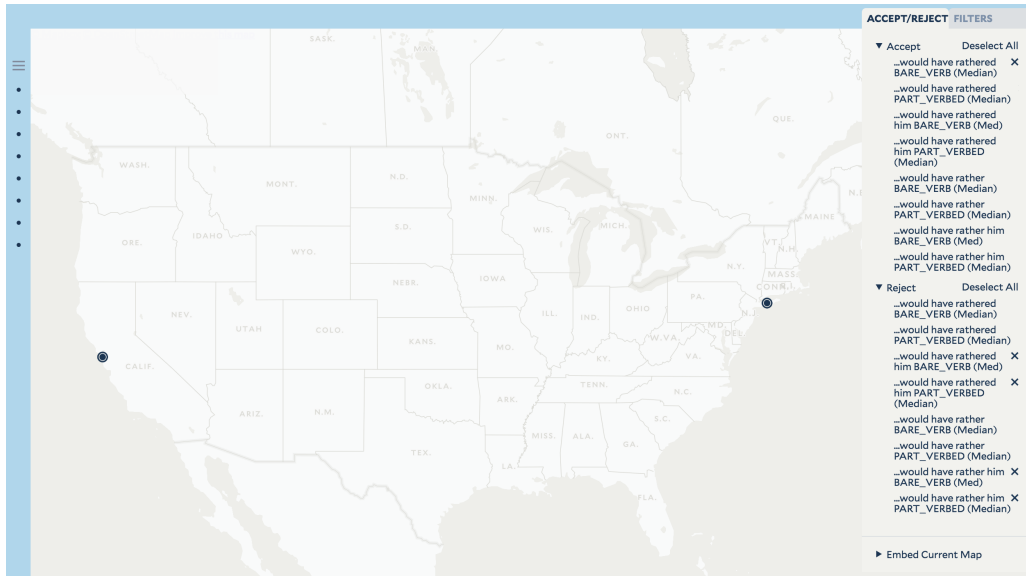 ACCEPT/REJECT FILTERS
▼ Accept Deselect All
...would have rathered ✕
BARE_VERB (Median)
...would have rathered
PART_VERBED (Median)
...would have rathered
him BARE_VERB (Med)
...would have rathered
him PART_VERBED
(Median)
...would have rather
BARE_VERB (Median)
...would have rather
PART_VERBED (Median)
...would have rather him
BARE_VERB (Med)
...would have rather him
PART_VERBED (Median)
▼ Reject Deselect All
...would have rathered
BARE_VERB (Median)
...would have rathered
PART_VERBED (Median)
...would have rathered ✕
him BARE_VERB (Med)
...would have rathered ✕
him PART_VERBED
(Median)
...would have rather
BARE_VERB (Median)
...would have rather
PART_VERBED (Median)
...would have rather him ✕
BARE_VERB (Med)
...would have rather him ✕
PART_VERBED (Median)
▶ Embed Current Map
SASK.
MAN.
ONT.
QUE.
WASH.
MONT.
N.D.
MINN.
MAINE
ORE.
IDAHO
WYO.
S.D.
WIS.
MICH.
VT.
N.H.
N.Y.
MASS.
CONN.
R.I.
NEBR.
IOWA
NEV.
UTAH
COLO.
KANS.
MO.
ILL.
IND.
OHIO
PA.
N.J.
MD.
DEL.
W.VA.
VA.
KY.
CALIF.
ARIZ.
N.M.
OKLA.
ARK.
TENN.
N.C.
S.C.
TEX.
LA.
MISS.
ALA.
GA.
FLA.